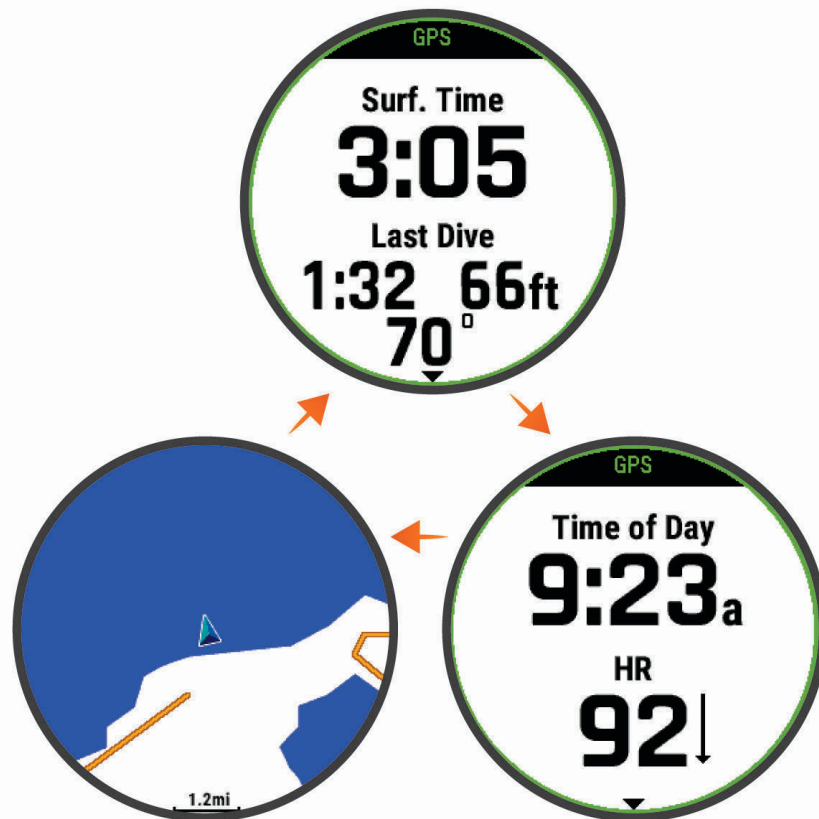 GPS
Surf. Time
3:05
Last Dive
1:32 66ft
70°
GPS
Time of Day
9:23a
HR
92
1.2mi